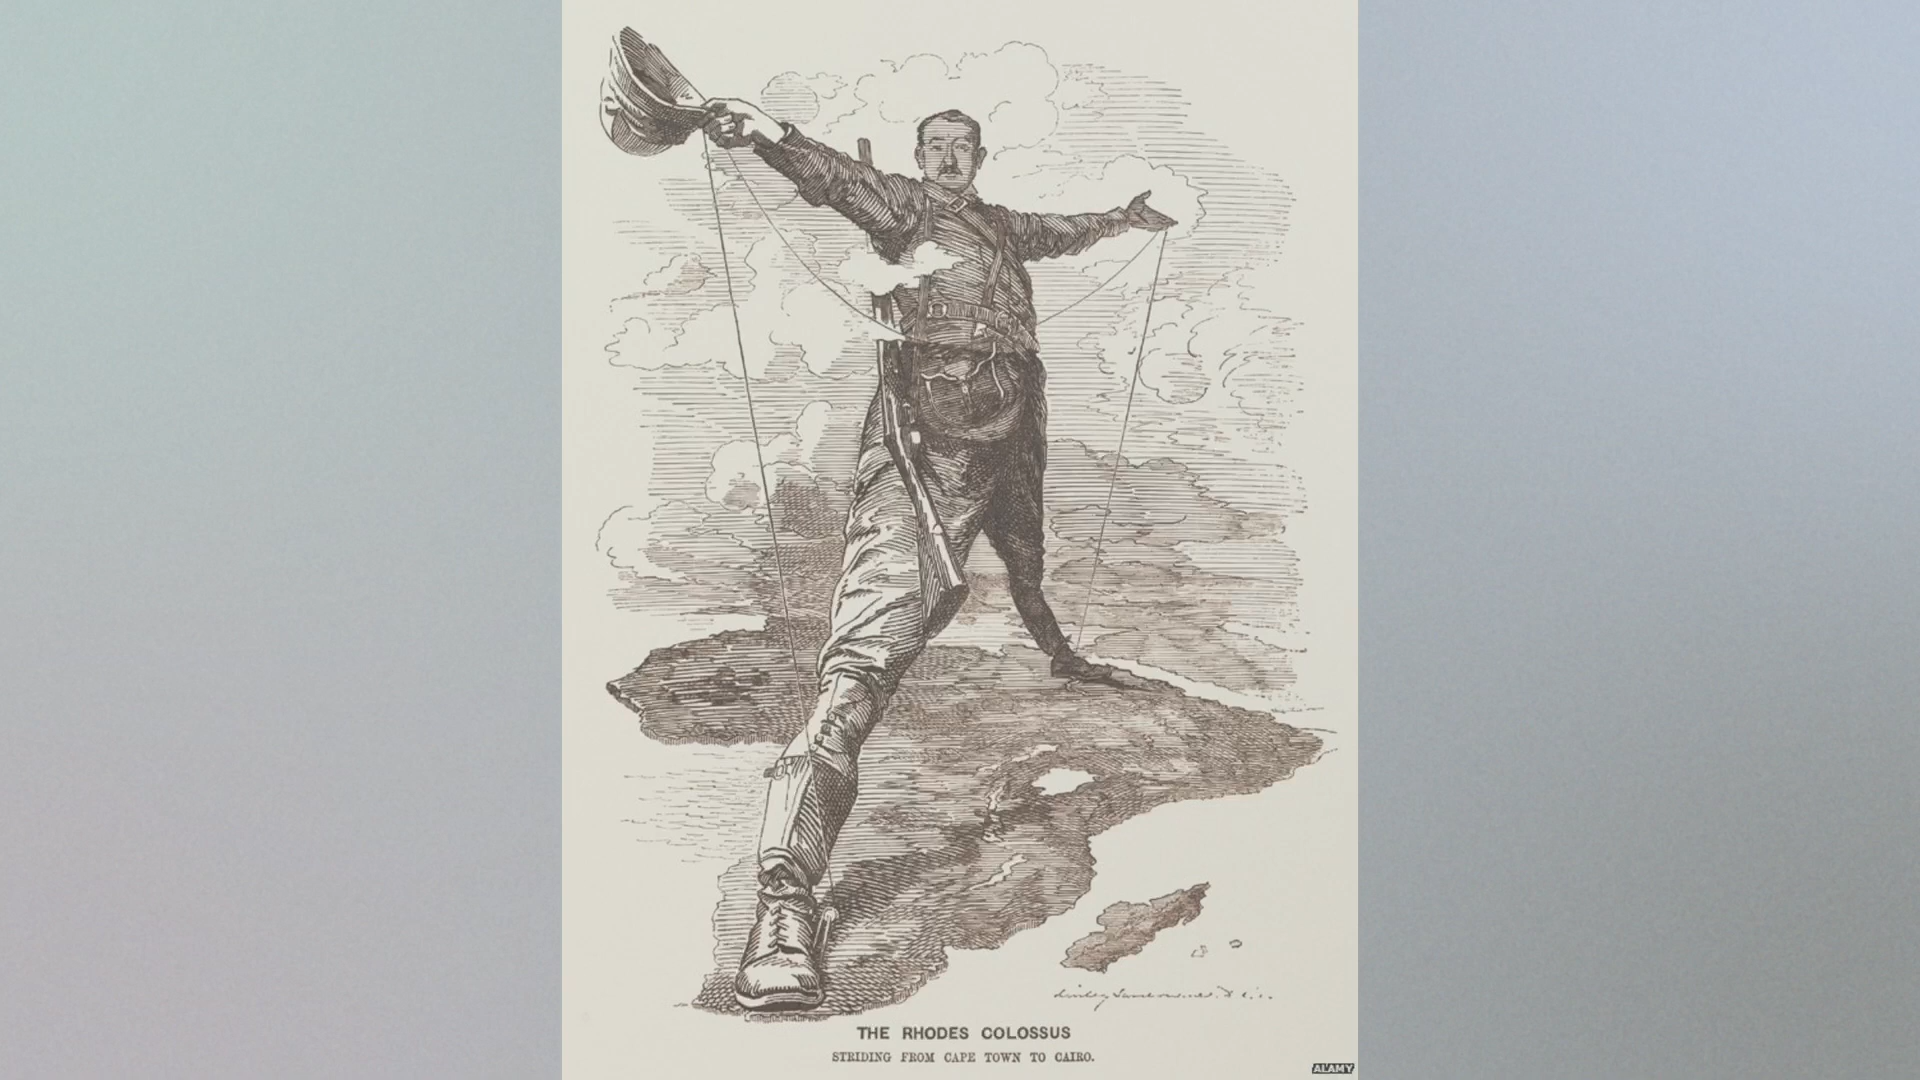 THE RHODES COLOSSUS
STRIDING FROM CAPE TOWN TO CAIRO.
ALAMY